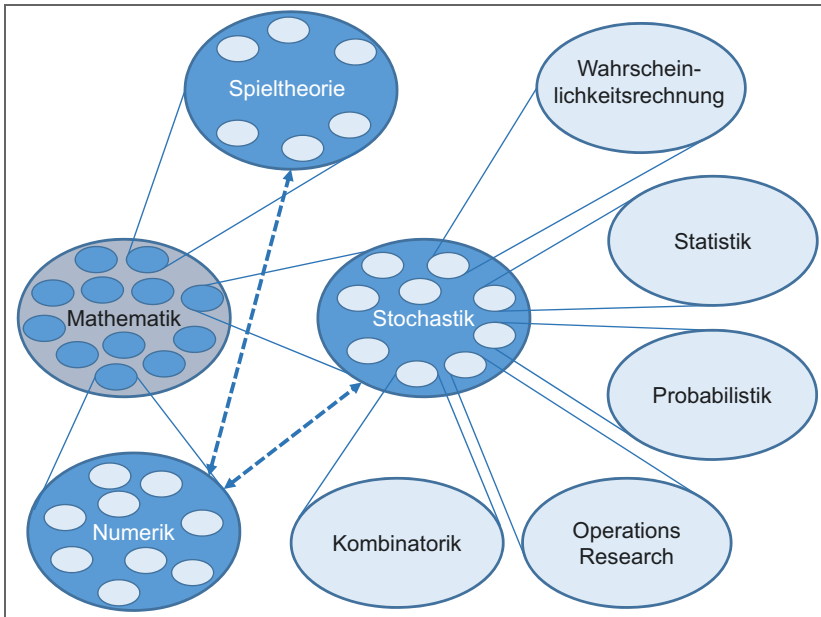 Spieltheorie
Wahrschein-
lichkeitsrechnung
Statistik
Mathematik
Stochastik
Probabilistik
Numerik
Kombinatorik
Operations
Research